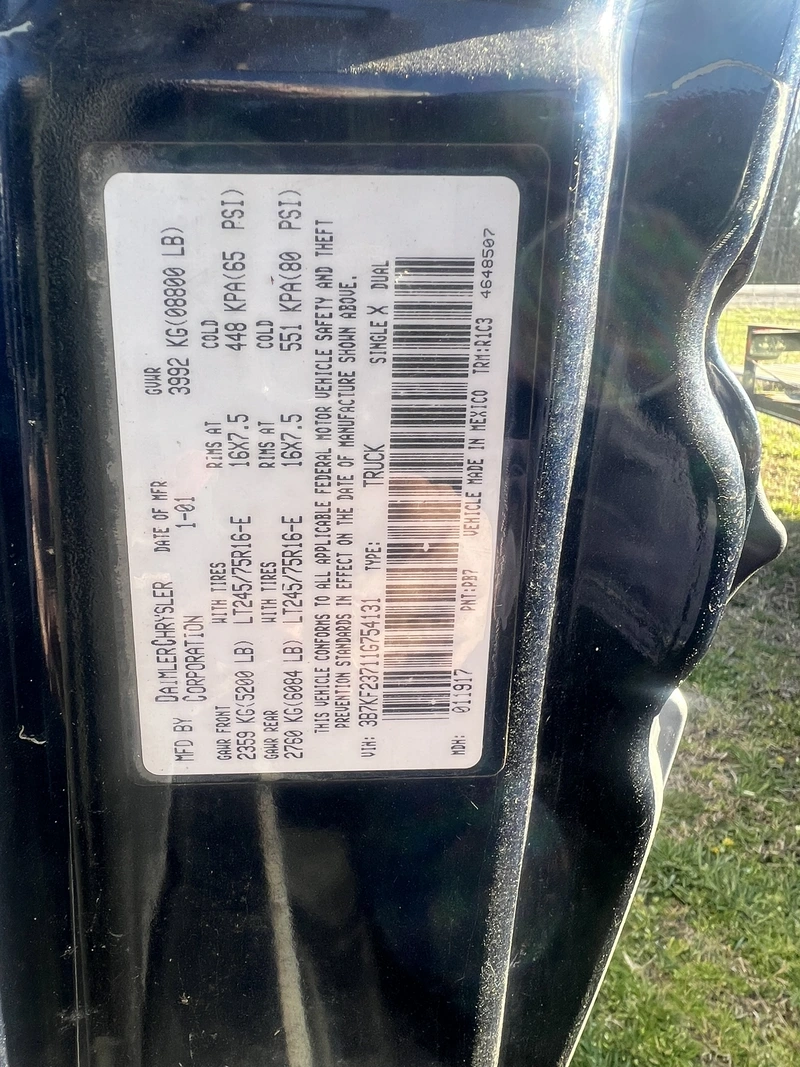 MFD BY DAIMLERCHRYSLER CORPORATION DATE OF MFR 1-01 GVWR 3992 KG(08800 LB)
GAWR FRONT WITH TIRES RIMS AT COLD
2359 KG(5200 LB) LT245/75R16-E 16X7.5 448 KPA(65 PSI)
GAWR REAR WITH TIRES RIMS AT COLD
2760 KG(6084 LB) LT245/75R16-E 16X7.5 551 KPA(80 PSI)
THIS VEHICLE CONFORMS TO ALL APPLICABLE FEDERAL MOTOR VEHICLE SAFETY AND THEFT
PREVENTION STANDARDS IN EFFECT ON THE DATE OF MANUFACTURE SHOWN ABOVE.
VIN: 3B7KF23711G754131 TYPE: TRUCK SINGLE X DUAL
MDH: 011917 PNT:PB7 VEHICLE MADE IN MEXICO TRM:R1C3 4648507